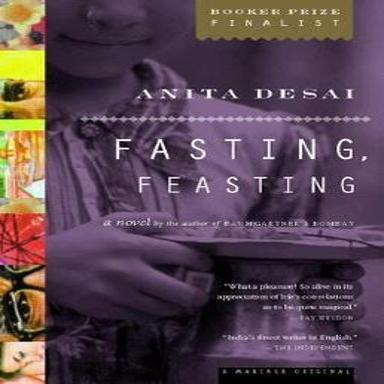 BOOKER PRIZE
FINALIST
ANITA DESAI
FASTING,
FEASTING
a novel by the author of BAUMGARTNER'S BOMBAY
"What a pleasure! So alive in its
appreciation of life's consolations
as to be quite magical."
— FAY WELDON
"India's finest writer in English."
— THE INDEPENDENT
A MARINER ORIGINAL